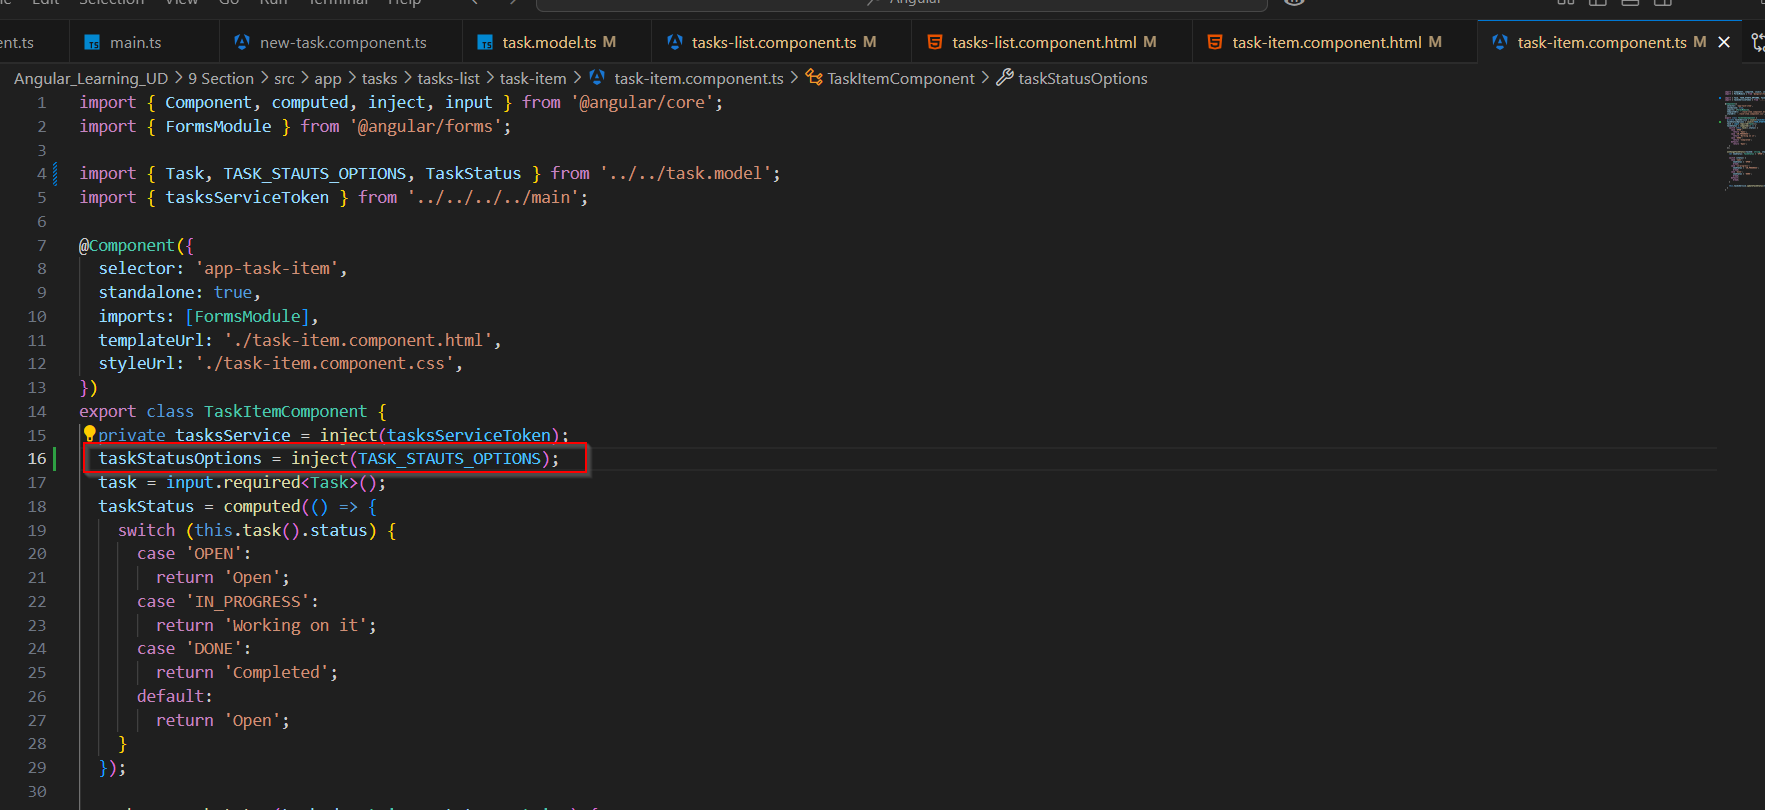 Edit Selection View Go Run Terminal Help Angular
ent.ts main.ts new-task.component.ts task.model.ts M tasks-list.component.ts M tasks-list.component.html M task-item.component.html M task-item.component.ts M
Angular_Learning_UD > 9 Section > src > app > tasks > tasks-list > task-item > task-item.component.ts > TaskItemComponent > taskStatusOptions
1 import { Component, computed, inject, input } from '@angular/core';
2 import { FormsModule } from '@angular/forms';
3
4 import { Task, TASK_STAUTS_OPTIONS, TaskStatus } from '../../task.model';
5 import { tasksServiceToken } from '../../../../main';
6
7 @Component({
8 selector: 'app-task-item',
9 standalone: true,
10 imports: [FormsModule],
11 templateUrl: './task-item.component.html',
12 styleUrl: './task-item.component.css',
13 })
14 export class TaskItemComponent {
15 private tasksService = inject(tasksServiceToken);
16 taskStatusOptions = inject(TASK_STAUTS_OPTIONS);
17 task = input.required<Task>();
18 taskStatus = computed(() => {
19 switch (this.task().status) {
20 case 'OPEN':
21 return 'Open';
22 case 'IN_PROGRESS':
23 return 'Working on it';
24 case 'DONE':
25 return 'Completed';
26 default:
27 return 'Open';
28 }
29 });
30